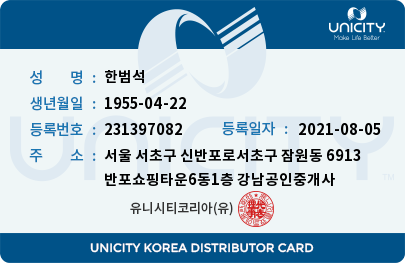 UNICITY
Make Life Better
성 명 : 한범석
생년월일 : 1955-04-22
등록번호 : 231397082 등록일자 : 2021-08-05
주 소 : 서울 서초구 신반포로서초구 잠원동 6913
반포쇼핑타운6동1층 강남공인중개사
유니시티코리아(유)
UNICITY
UNICITY KOREA DISTRIBUTOR CARD